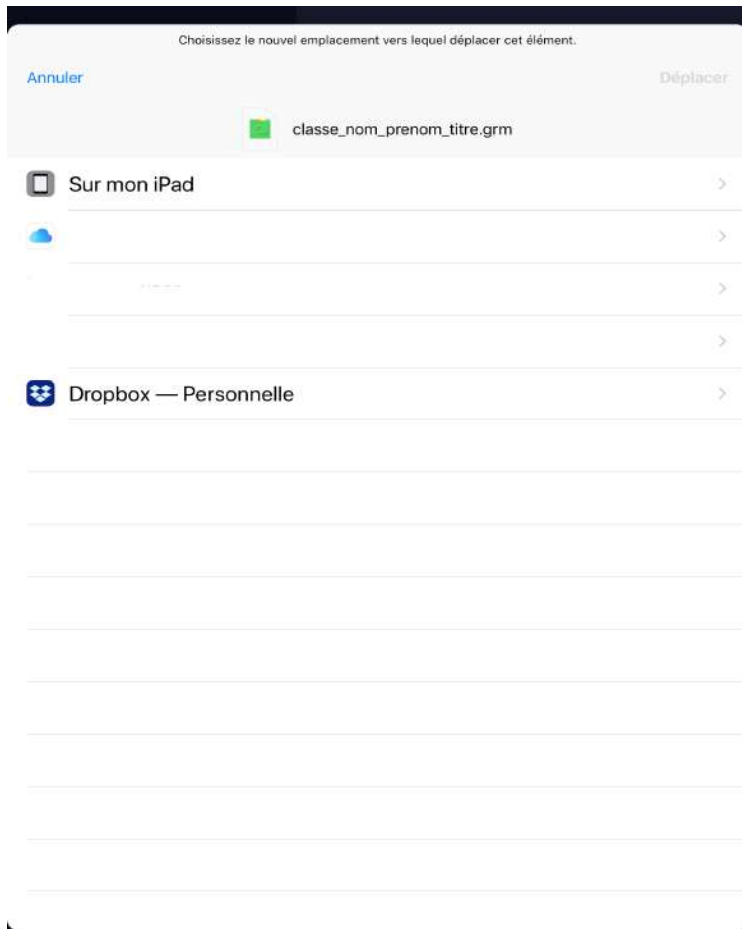 Choisissez le nouvel emplacement vers lequel déplacer cet élément.
Annuler
Déplacer
classe_nom_prenom_titre.grm
Sur mon iPad
Dropbox — Personnelle